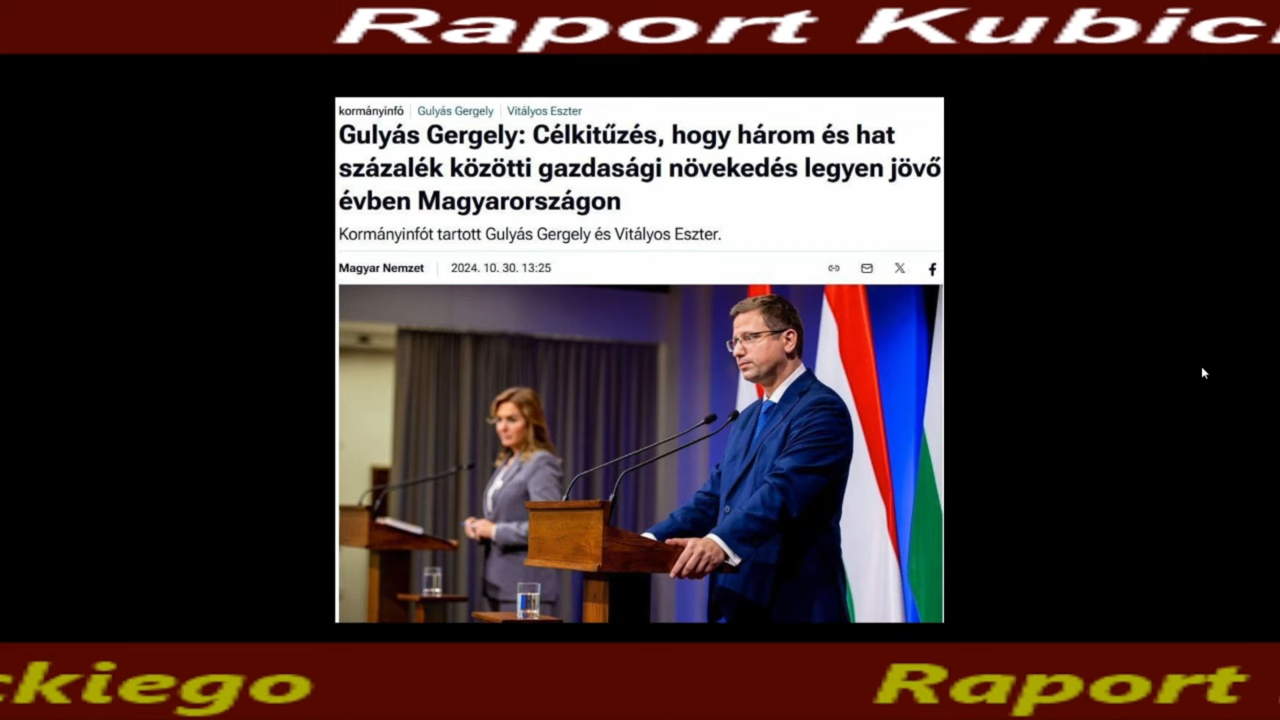 Raport Kubic
kormányinfó Gulyás Gergely Vitályos Eszter
Gulyás Gergely: Célkitűzés, hogy három és hat
százalék közötti gazdasági növekedés legyen jövő
évben Magyarországon
Kormányinfót tartott Gulyás Gergely és Vitályos Eszter.
Magyar Nemzet 2024. 10. 30. 13:25
ckiego Raport